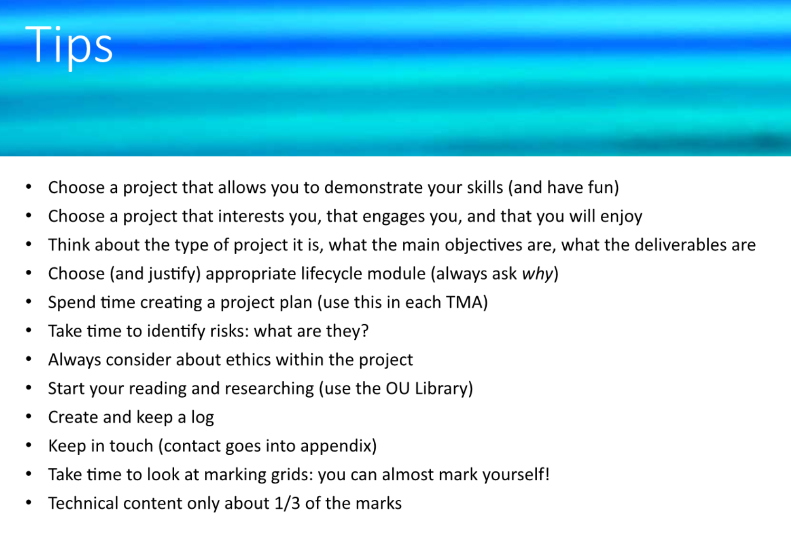 Tips
• Choose a project that allows you to demonstrate your skills (and have fun)
• Choose a project that interests you, that engages you, and that you will enjoy
• Think about the type of project it is, what the main objectives are, what the deliverables are
• Choose (and justify) appropriate lifecycle module (always ask why)
• Spend time creating a project plan (use this in each TMA)
• Take time to identify risks: what are they?
• Always consider about ethics within the project
• Start your reading and researching (use the OU Library)
• Create and keep a log
• Keep in touch (contact goes into appendix)
• Take time to look at marking grids: you can almost mark yourself!
• Technical content only about 1/3 of the marks